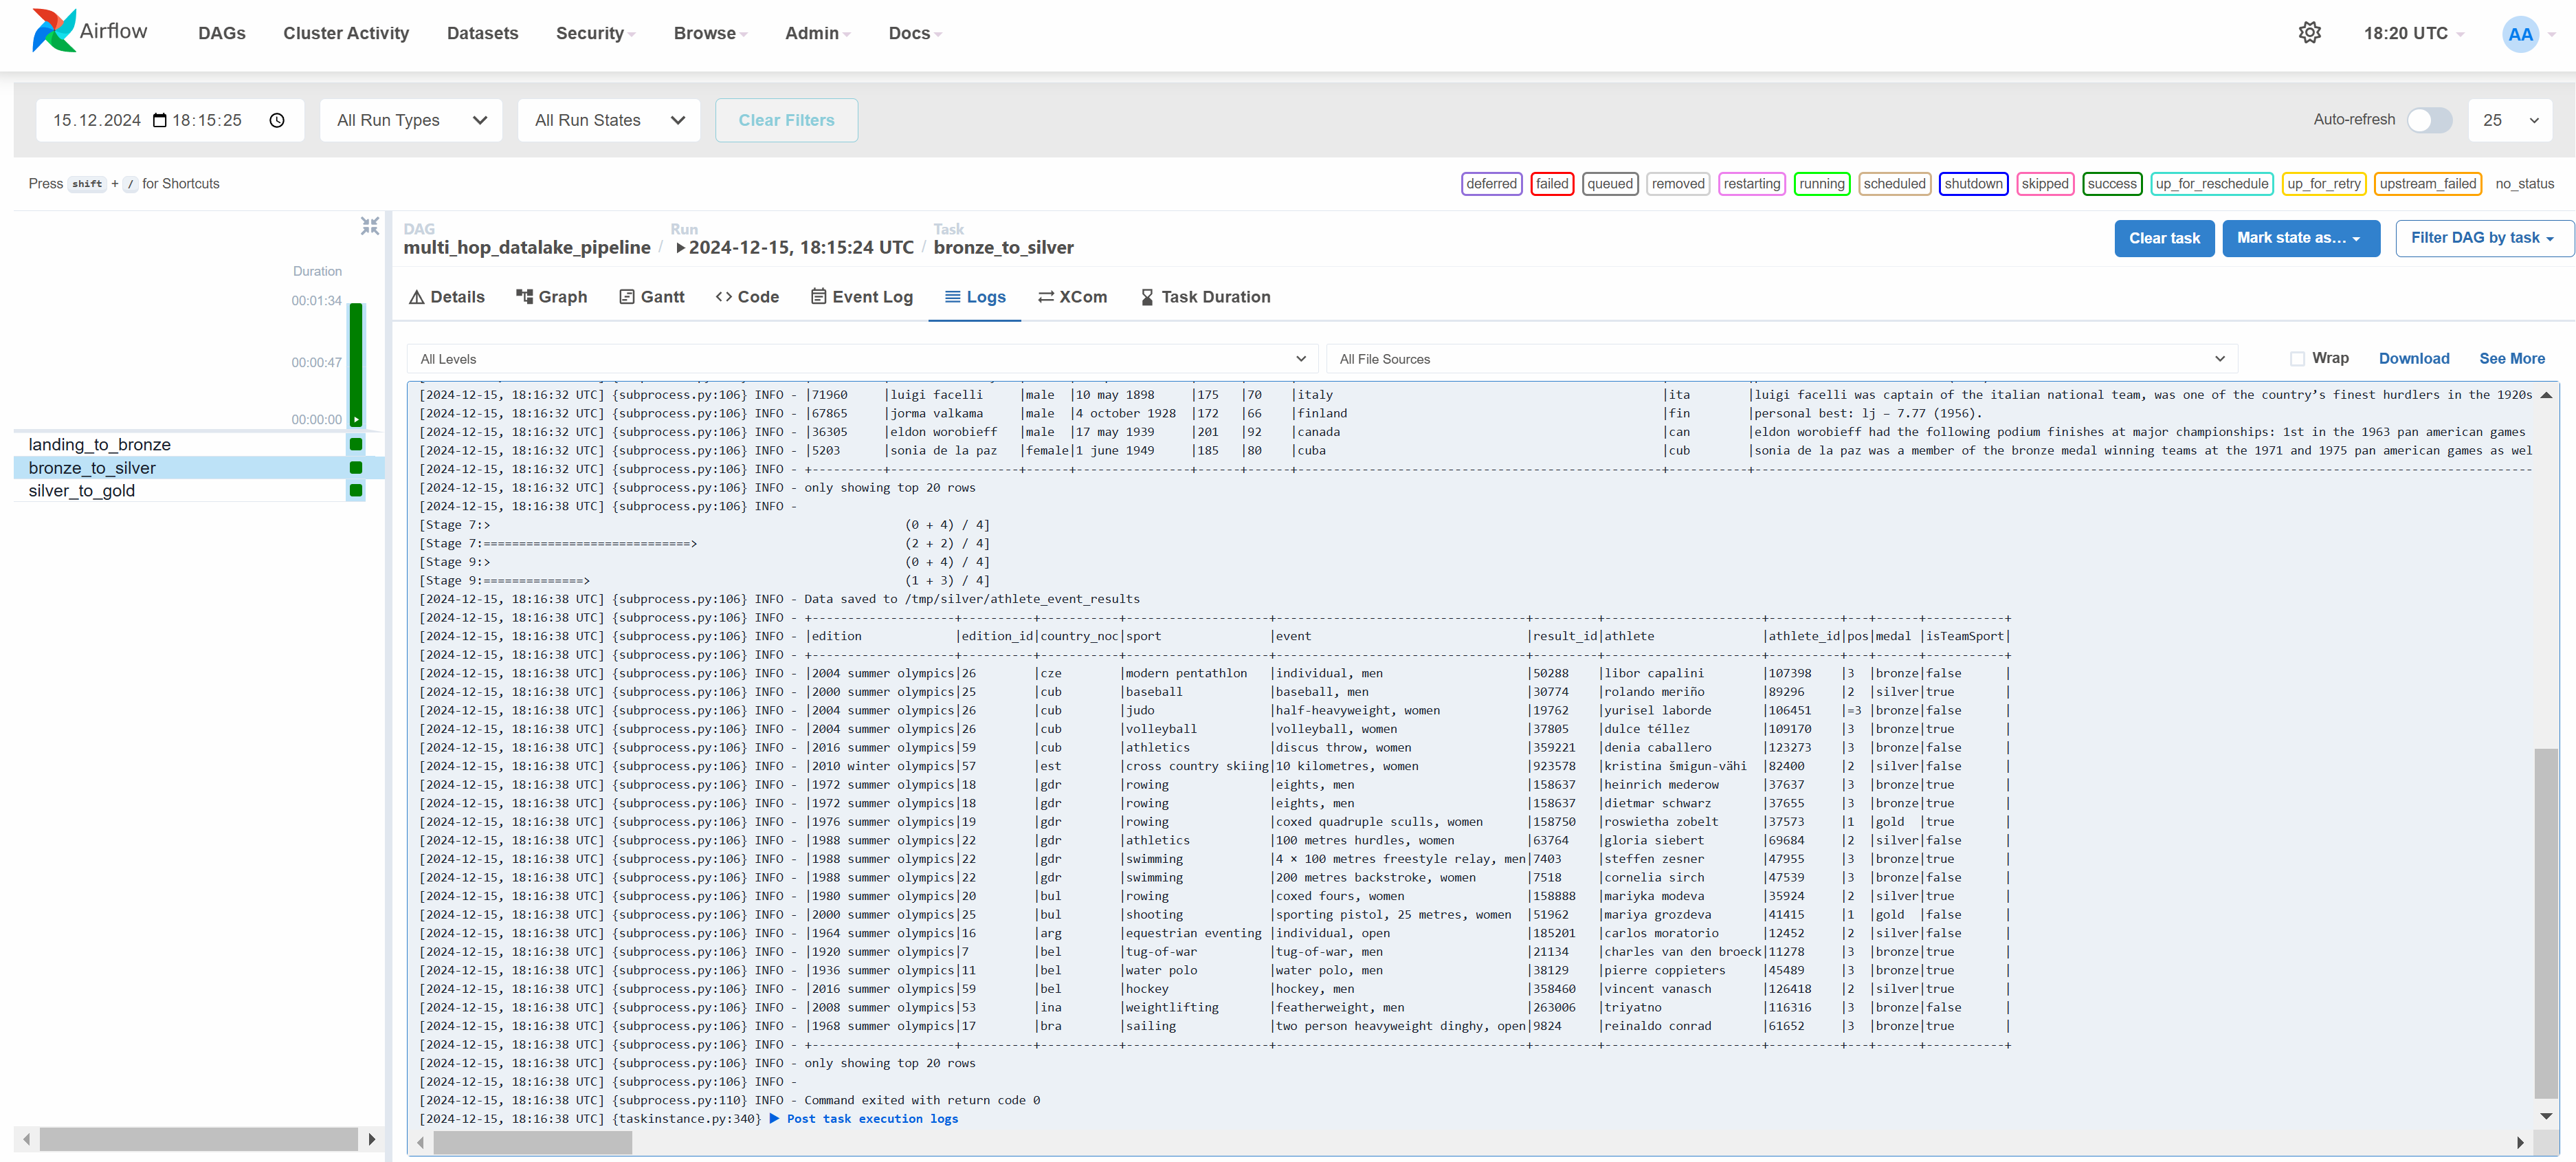 Airflow DAGs Cluster Activity Datasets Security Browse Admin Docs 18:20 UTC AA
15.12.2024 18:15:25 All Run Types All Run States Clear Filters Auto-refresh 25
Press shift + / for Shortcuts deferred failed queued removed restarting running scheduled shutdown skipped success up_for_reschedule up_for_retry upstream_failed no_status
DAG Run Task
multi_hop_datalake_pipeline / 2024-12-15, 18:15:24 UTC / bronze_to_silver Clear task Mark state as... Filter DAG by task
Duration
00:01:34
00:00:47
00:00:00
landing_to_bronze
bronze_to_silver
silver_to_gold
Details Graph Gantt Code Event Log Logs XCom Task Duration
All Levels All File Sources Wrap Download See More
[2024-12-15, 18:16:32 UTC] {subprocess.py:106} INFO - |71960 |luigi facelli |male |10 may 1898 |175 |70 |italy |ita |luigi facelli was captain of the italian national team, was one of the country’s finest hurdlers in the 1920s
[2024-12-15, 18:16:32 UTC] {subprocess.py:106} INFO - |67865 |jorma valkama |male |4 october 1928 |172 |66 |finland |fin |personal best: lj – 7.77 (1956).
[2024-12-15, 18:16:32 UTC] {subprocess.py:106} INFO - |36305 |eldon worobieff |male |17 may 1939 |201 |92 |canada |can |eldon worobieff had the following podium finishes at major championships: 1st in the 1963 pan american games
[2024-12-15, 18:16:32 UTC] {subprocess.py:106} INFO - |5203 |sonia de la paz |female|1 june 1949 |185 |80 |cuba |cub |sonia de la paz was a member of the bronze medal winning teams at the 1971 and 1975 pan american games as wel
[2024-12-15, 18:16:32 UTC] {subprocess.py:106} INFO - +----------+------------------+------+----------------+------+------+----------------------------------------------------+-----------+----------
[2024-12-15, 18:16:32 UTC] {subprocess.py:106} INFO - only showing top 20 rows
[2024-12-15, 18:16:38 UTC] {subprocess.py:106} INFO -
[Stage 7:> (0 + 4) / 4]
[Stage 7:=============================> (2 + 2) / 4]
[Stage 9:> (0 + 4) / 4]
[Stage 9:==============> (1 + 3) / 4]
[2024-12-15, 18:16:38 UTC] {subprocess.py:106} INFO - Data saved to /tmp/silver/athlete_event_results
[2024-12-15, 18:16:38 UTC] {subprocess.py:106} INFO - +--------------------+----------+-----------+--------------------+-----------------------------------+---------+----------------------+----------+---+------+-----------+
[2024-12-15, 18:16:38 UTC] {subprocess.py:106} INFO - |edition |edition_id|country_noc|sport |event |result_id|athlete |athlete_id|pos|medal |isTeamSport|
[2024-12-15, 18:16:38 UTC] {subprocess.py:106} INFO - +--------------------+----------+-----------+--------------------+-----------------------------------+---------+----------------------+----------+---+------+-----------+
[2024-12-15, 18:16:38 UTC] {subprocess.py:106} INFO - |2004 summer olympics|26 |cze |modern pentathlon |individual, men |50288 |libor capalini |107398 |3 |bronze|false |
[2024-12-15, 18:16:38 UTC] {subprocess.py:106} INFO - |2000 summer olympics|25 |cub |baseball |baseball, men |30774 |rolando meriño |89296 |2 |silver|true |
[2024-12-15, 18:16:38 UTC] {subprocess.py:106} INFO - |2004 summer olympics|26 |cub |judo |half-heavyweight, women |19762 |yurisel laborde |106451 |=3 |bronze|false |
[2024-12-15, 18:16:38 UTC] {subprocess.py:106} INFO - |2004 summer olympics|26 |cub |volleyball |volleyball, women |37805 |dulce téllez |109170 |3 |bronze|true |
[2024-12-15, 18:16:38 UTC] {subprocess.py:106} INFO - |2016 summer olympics|59 |cub |athletics |discus throw, women |359221 |denia caballero |123273 |3 |bronze|false |
[2024-12-15, 18:16:38 UTC] {subprocess.py:106} INFO - |2010 winter olympics|57 |est |cross country skiing|10 kilometres, women |923578 |kristina šmigun-vähi |82400 |2 |silver|false |
[2024-12-15, 18:16:38 UTC] {subprocess.py:106} INFO - |1972 summer olympics|18 |gdr |rowing |eights, men |158637 |heinrich mederow |37637 |3 |bronze|true |
[2024-12-15, 18:16:38 UTC] {subprocess.py:106} INFO - |1972 summer olympics|18 |gdr |rowing |eights, men |158637 |dietmar schwarz |37655 |3 |bronze|true |
[2024-12-15, 18:16:38 UTC] {subprocess.py:106} INFO - |1976 summer olympics|19 |gdr |rowing |coxed quadruple sculls, women |158750 |roswietha zobelt |37573 |1 |gold |true |
[2024-12-15, 18:16:38 UTC] {subprocess.py:106} INFO - |1988 summer olympics|22 |gdr |athletics |100 metres hurdles, women |63764 |gloria siebert |69684 |2 |silver|false |
[2024-12-15, 18:16:38 UTC] {subprocess.py:106} INFO - |1988 summer olympics|22 |gdr |swimming |4 × 100 metres freestyle relay, men|7403 |steffen zesner |47955 |3 |bronze|true |
[2024-12-15, 18:16:38 UTC] {subprocess.py:106} INFO - |1988 summer olympics|22 |gdr |swimming |200 metres backstroke, women |7518 |cornelia sirch |47539 |3 |bronze|false |
[2024-12-15, 18:16:38 UTC] {subprocess.py:106} INFO - |1980 summer olympics|20 |bul |rowing |coxed fours, women |158888 |mariyka modeva |35924 |2 |silver|true |
[2024-12-15, 18:16:38 UTC] {subprocess.py:106} INFO - |2000 summer olympics|25 |bul |shooting |sporting pistol, 25 metres, women |51962 |mariya grozdeva |41415 |1 |gold |false |
[2024-12-15, 18:16:38 UTC] {subprocess.py:106} INFO - |1964 summer olympics|16 |arg |equestrian eventing |individual, open |185201 |carlos moratorio |12452 |2 |silver|false |
[2024-12-15, 18:16:38 UTC] {subprocess.py:106} INFO - |1920 summer olympics|7 |bel |tug-of-war |tug-of-war, men |21134 |charles van den broeck|11278 |3 |bronze|true |
[2024-12-15, 18:16:38 UTC] {subprocess.py:106} INFO - |1936 summer olympics|11 |bel |water polo |water polo, men |38129 |pierre coppieters |45489 |3 |bronze|true |
[2024-12-15, 18:16:38 UTC] {subprocess.py:106} INFO - |2016 summer olympics|59 |bel |hockey |hockey, men |358460 |vincent vanasch |126418 |2 |silver|true |
[2024-12-15, 18:16:38 UTC] {subprocess.py:106} INFO - |2008 summer olympics|53 |ina |weightlifting |featherweight, men |263006 |triyatno |116316 |3 |bronze|false |
[2024-12-15, 18:16:38 UTC] {subprocess.py:106} INFO - |1968 summer olympics|17 |bra |sailing |two person heavyweight dinghy, open|9824 |reinaldo conrad |61652 |3 |bronze|true |
[2024-12-15, 18:16:38 UTC] {subprocess.py:106} INFO - +--------------------+----------+-----------+--------------------+-----------------------------------+---------+----------------------+----------+---+------+-----------+
[2024-12-15, 18:16:38 UTC] {subprocess.py:106} INFO - only showing top 20 rows
[2024-12-15, 18:16:38 UTC] {subprocess.py:106} INFO -
[2024-12-15, 18:16:38 UTC] {subprocess.py:110} INFO - Command exited with return code 0
[2024-12-15, 18:16:38 UTC] {taskinstance.py:340} ▶ Post task execution logs